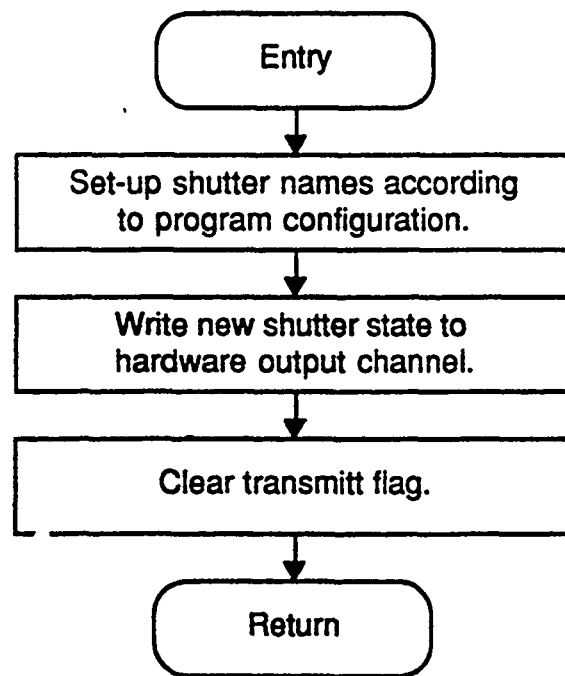 Entry
Set-up shutter names according
to program configuration.
Write new shutter state to
hardware output channel.
Clear transmitt flag.
Return